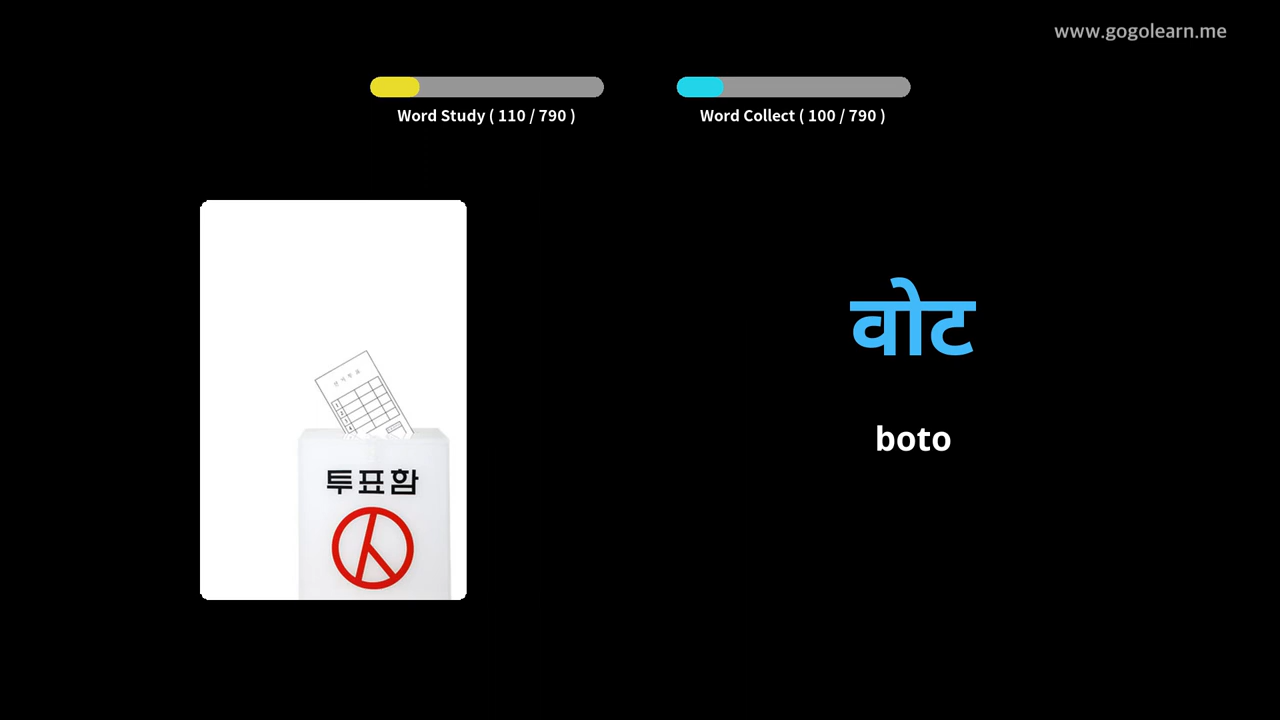 www.gogolearn.me
Word Study ( 110 / 790 )
Word Collect ( 100 / 790 )
वोट
boto
투표함